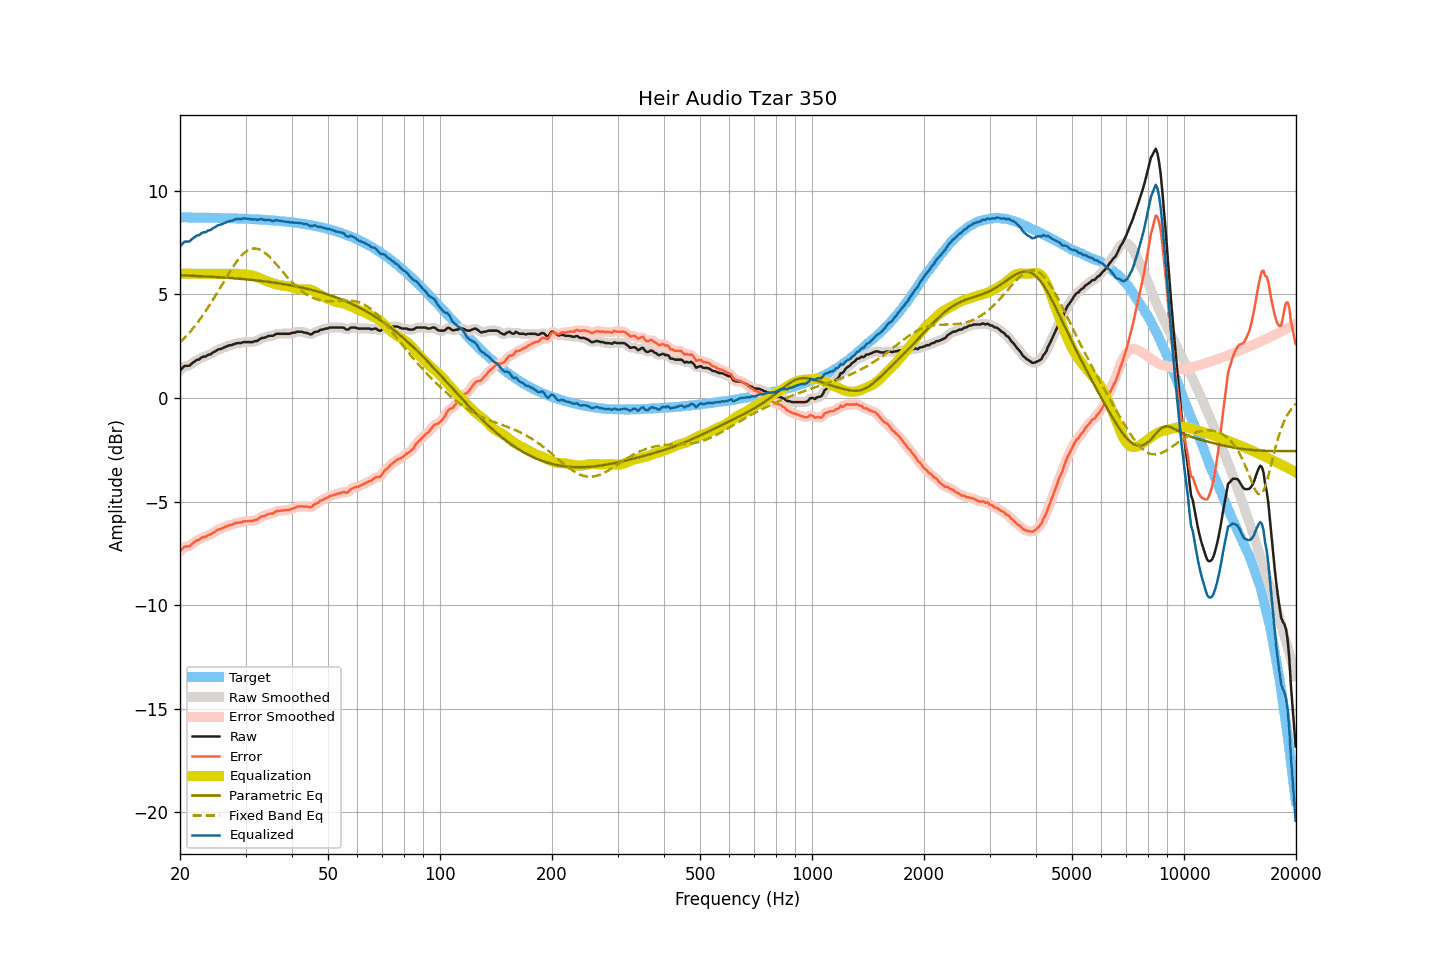 Heir Audio Tzar 350
Amplitude (dBr)
10
5
0
−5
−10
−15
−20
Target
Raw Smoothed
Error Smoothed
Raw
Error
Equalization
Parametric Eq
Fixed Band Eq
Equalized
20 50 100 200 500 1000 2000 5000 10000 20000
Frequency (Hz)